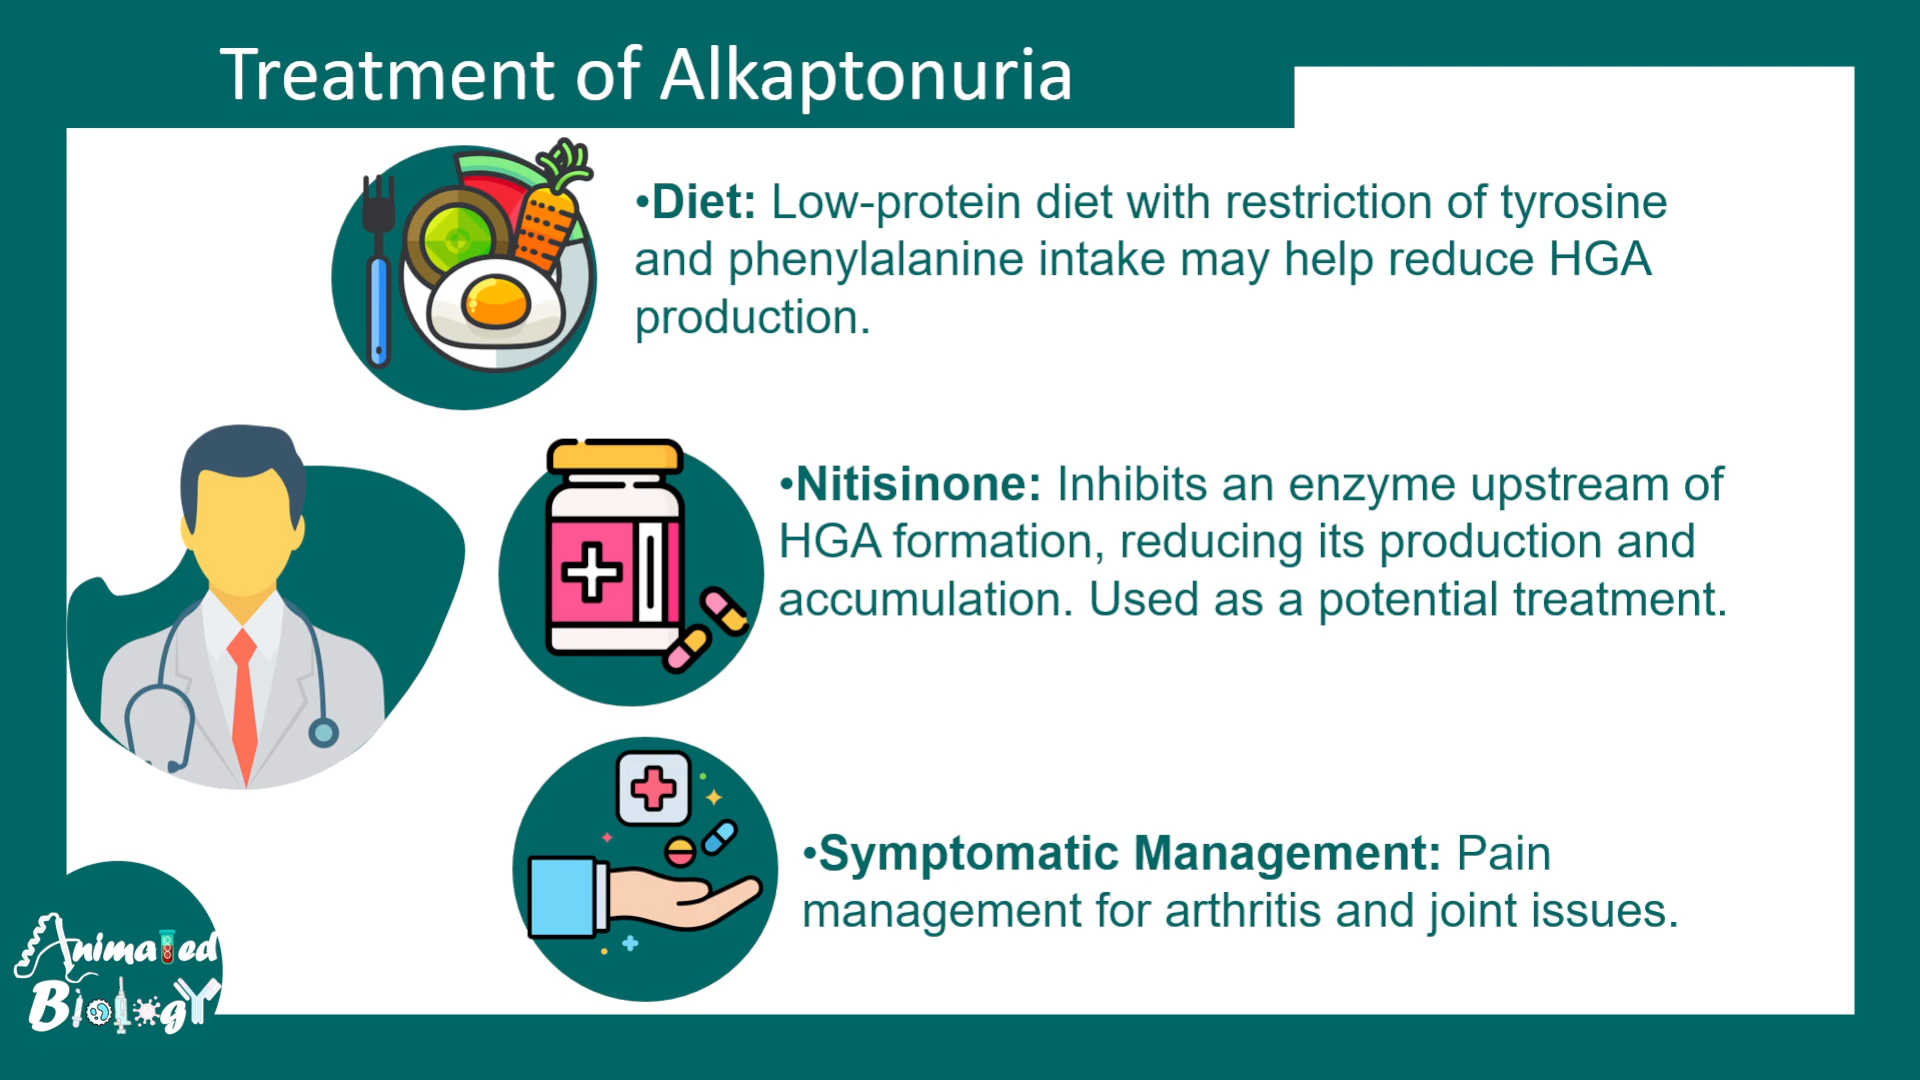 Treatment of Alkaptonuria
•Diet: Low-protein diet with restriction of tyrosine
and phenylalanine intake may help reduce HGA
production.
•Nitisinone: Inhibits an enzyme upstream of
HGA formation, reducing its production and
accumulation. Used as a potential treatment.
•Symptomatic Management: Pain
management for arthritis and joint issues.
Animated
Biology